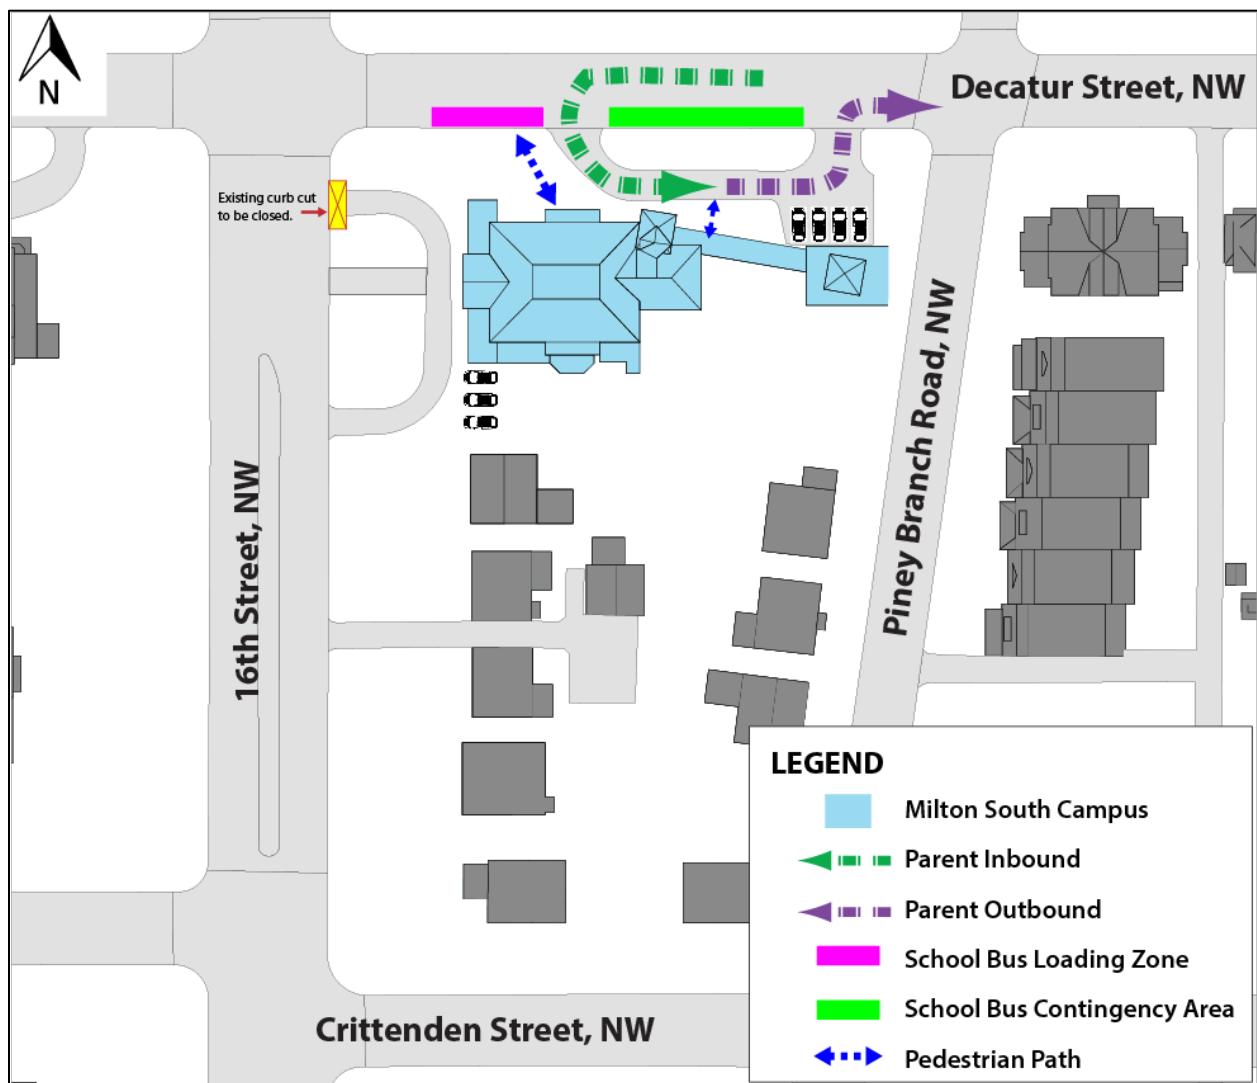 N
Decatur Street, NW
Existing curb cut
to be closed.
16th Street, NW
Piney Branch Road, NW
Crittenden Street, NW
LEGEND
Milton South Campus
Parent Inbound
Parent Outbound
School Bus Loading Zone
School Bus Contingency Area
Pedestrian Path